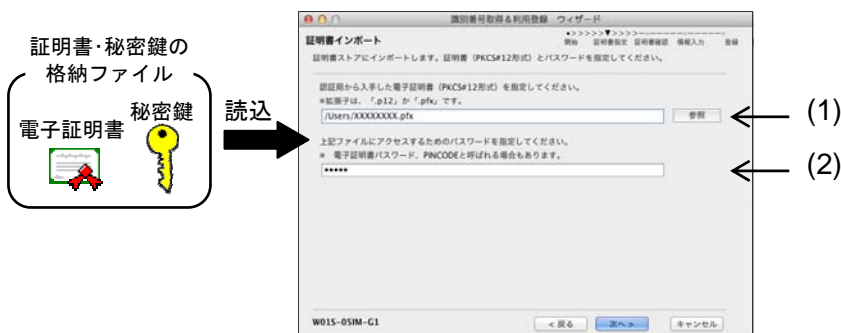 証明書・秘密鍵の
格納ファイル
電子証明書
秘密鍵
読込
識別番号取得&利用登録 ウィザード
証明書インポート
●>>>>>▼>>>>--------------------:
開始 証明書指定 証明書確認 情報入力 登録
証明書ストアにインポートします。証明書（PKCS#12形式）とパスワードを指定してください。
認証局から入手した電子証明書（PKCS#12形式）を指定してください。
※拡張子は、「.p12」か「.pfx」です。
/Users/XXXXXXXX.pfx
参照
(1)
上記ファイルにアクセスするためのパスワードを指定してください。
※ 電子証明書パスワード、PINCODEと呼ばれる場合もあります。
•••••
(2)
W01S-05IM-G1
< 戻る
次へ >
キャンセル